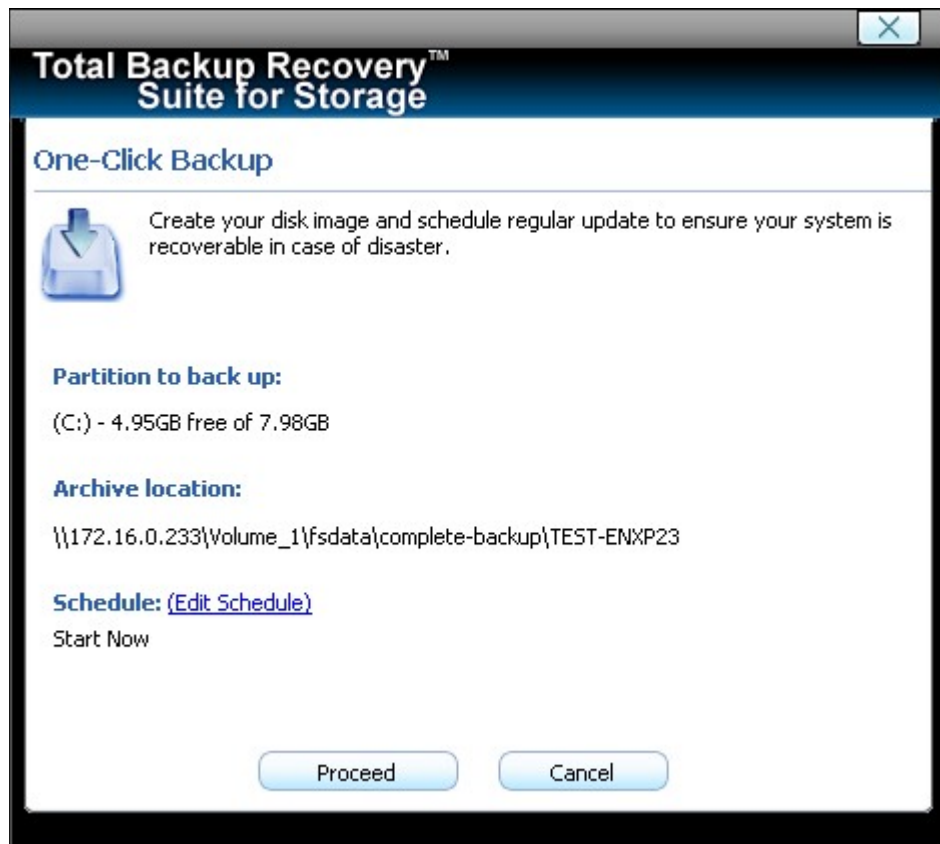 Total Backup Recovery™
Suite for Storage
One-Click Backup
Create your disk image and schedule regular update to ensure your system is
recoverable in case of disaster.
Partition to back up:
(C:) - 4.95GB free of 7.98GB
Archive location:
\\172.16.0.233\Volume_1\fsdata\complete-backup\TEST-ENXP23
Schedule: (Edit Schedule)
Start Now
Proceed Cancel